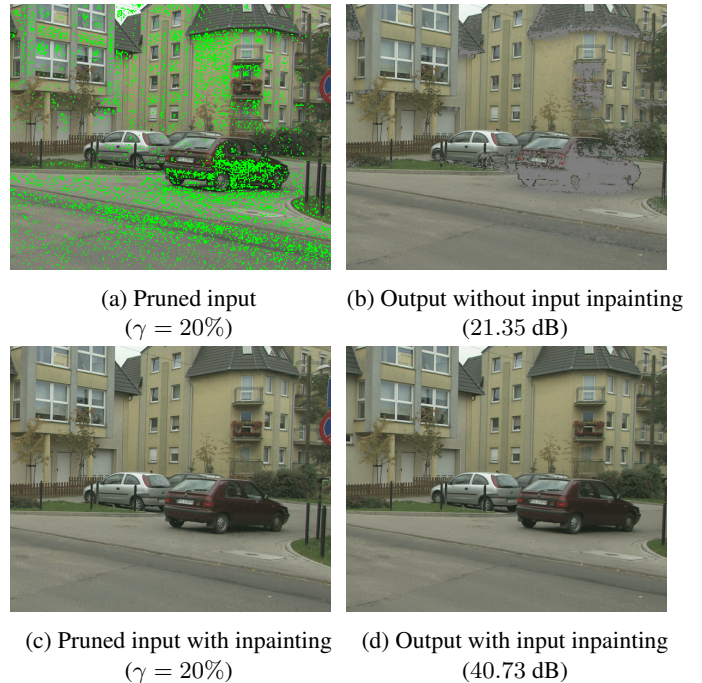 (a) Pruned input
(γ = 20%)
(b) Output without input inpainting
(21.35 dB)
(c) Pruned input with inpainting
(γ = 20%)
(d) Output with input inpainting
(40.73 dB)